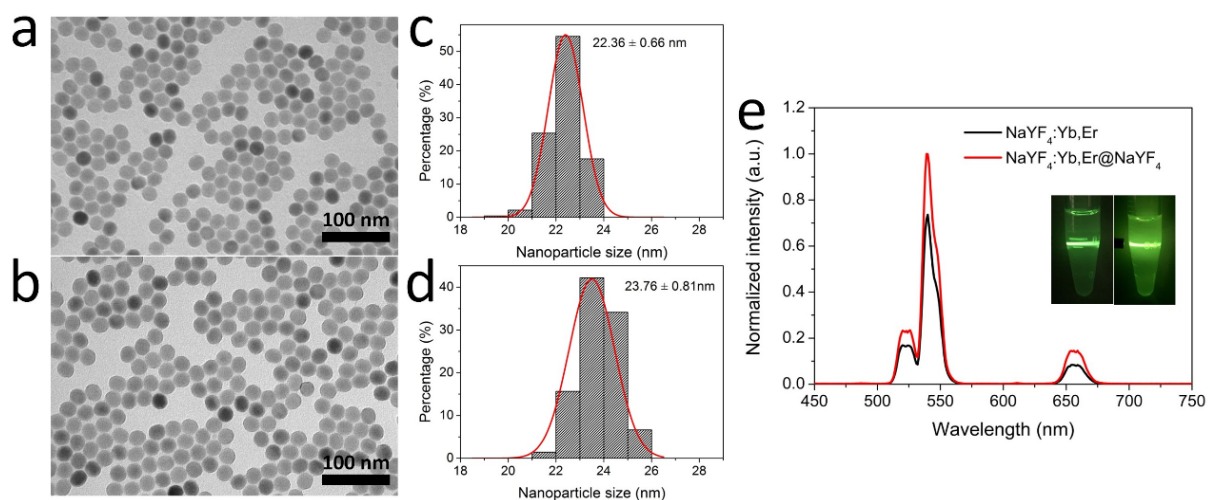 a
100 nm
b
100 nm
c
22.36 ± 0.66 nm
Percentage (%)
50
40
30
20
10
0
18 20 22 24 26 28
Nanoparticle size (nm)
d
23.76 ± 0.81nm
Percentage (%)
40
30
20
10
0
18 20 22 24 26 28
Nanoparticle size (nm)
e
NaYF₄:Yb,Er
NaYF₄:Yb,Er@NaYF₄
Normalized intensity (a.u.)
1.2
1.0
0.8
0.6
0.4
0.2
0.0
450 500 550 600 650 700 750
Wavelength (nm)